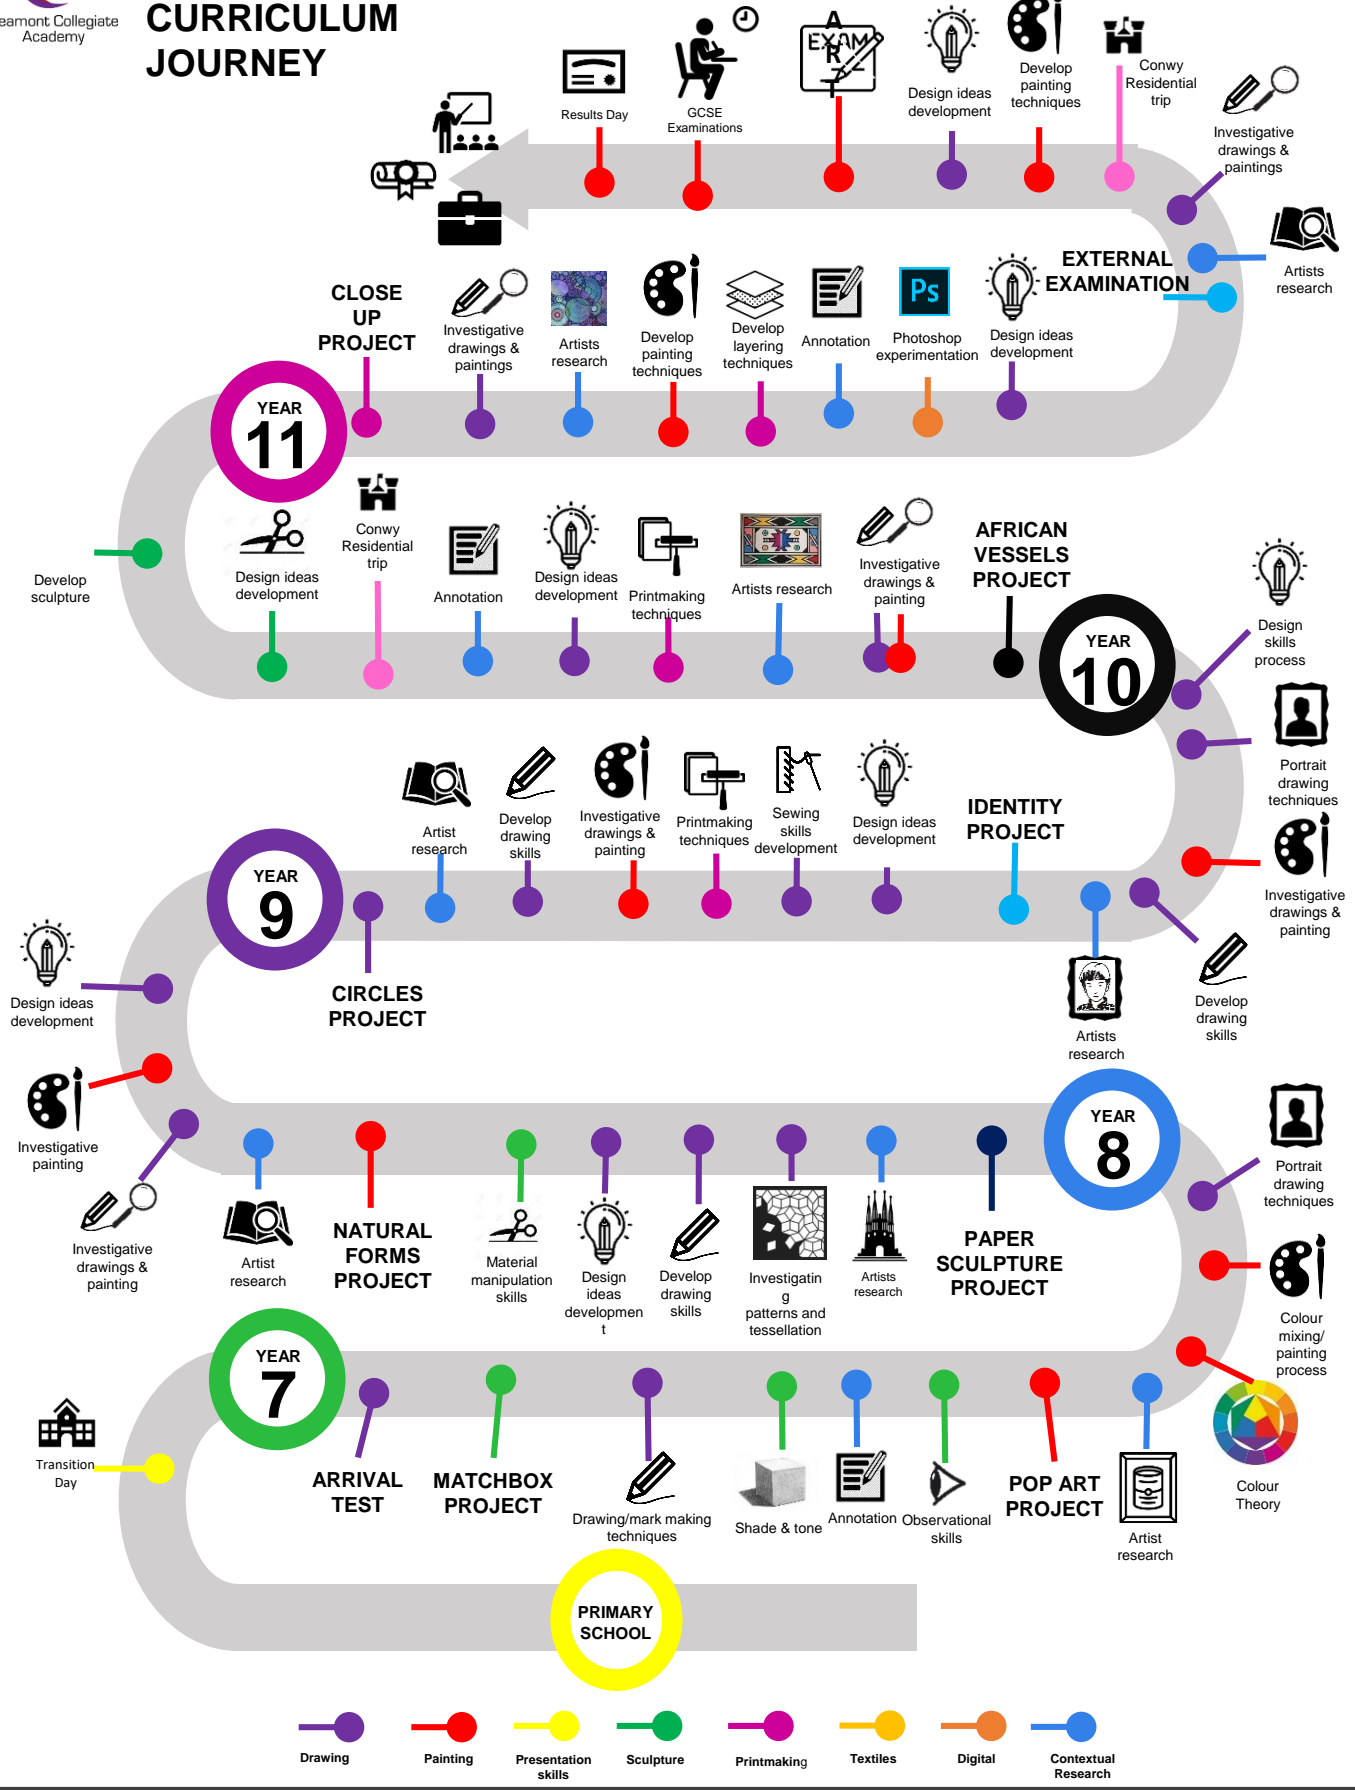 Academy
CURRICULUM
JOURNEY
Results Day
GCSE
Examinations
EXAM
A
R
T
Design ideas
development
Develop
painting
techniques
Conwy
Residential
trip
Investigative
drawings &
paintings
Artists
research
EXTERNAL
EXAMINATION
CLOSE
UP
PROJECT
Investigative
drawings &
paintings
Artists
research
Develop
painting
techniques
Develop
layering
techniques
Annotation
Ps
Photoshop
experimentation
Design ideas
development
YEAR
11
Develop
sculpture
Design ideas
development
Conwy
Residential
trip
Annotation
Design ideas
development
Printmaking
techniques
Artists research
Investigative
drawings &
painting
AFRICAN
VESSELS
PROJECT
YEAR
10
Design
skills
process
Portrait
drawing
techniques
Investigative
drawings &
painting
Develop
drawing
skills
Artists
research
IDENTITY
PROJECT
Design ideas
development
Sewing
skills
development
Printmaking
techniques
Investigative
drawings &
painting
Develop
drawing
skills
Artist
research
YEAR
9
CIRCLES
PROJECT
Design ideas
development
Investigative
painting
Investigative
drawings &
painting
Artist
research
NATURAL
FORMS
PROJECT
Material
manipulation
skills
Design
ideas
developmen
t
Develop
drawing
skills
Investigatin
g
patterns and
tessellation
Artists
research
PAPER
SCULPTURE
PROJECT
YEAR
8
Portrait
drawing
techniques
Colour
mixing/
painting
process
Colour
Theory
Artist
research
POP ART
PROJECT
Observational
skills
Annotation
Shade & tone
Drawing/mark making
techniques
MATCHBOX
PROJECT
ARRIVAL
TEST
YEAR
7
Transition
Day
PRIMARY
SCHOOL
Drawing
Painting
Presentation
skills
Sculpture
Printmaking
Textiles
Digital
Contextual
Research